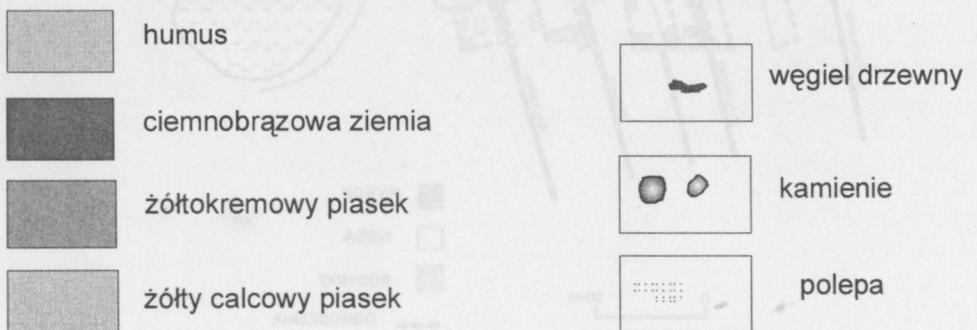 humus
ciemnobrązowa ziemia
żółtokremowy piasek
żółty calcowy piasek
węgiel drzewny
kamienie
polepa